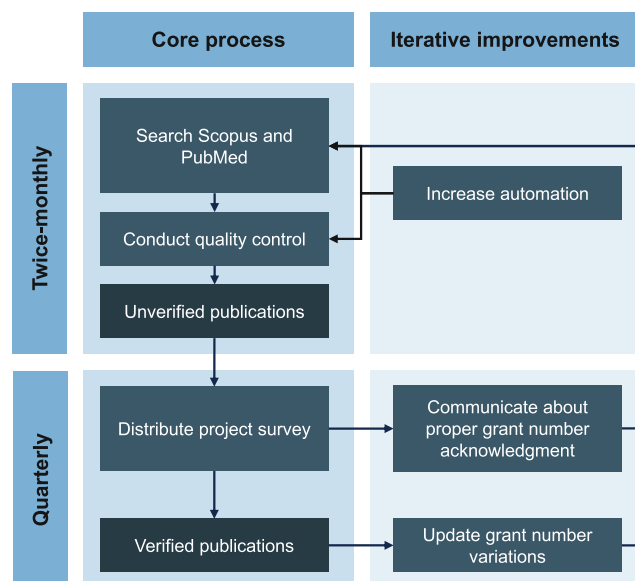 Core process
Iterative improvements
Twice-monthly
Search Scopus and
PubMed
Increase automation
Conduct quality control
Unverified publications
Quarterly
Distribute project survey
Communicate about
proper grant number
acknowledgment
Verified publications
Update grant number
variations